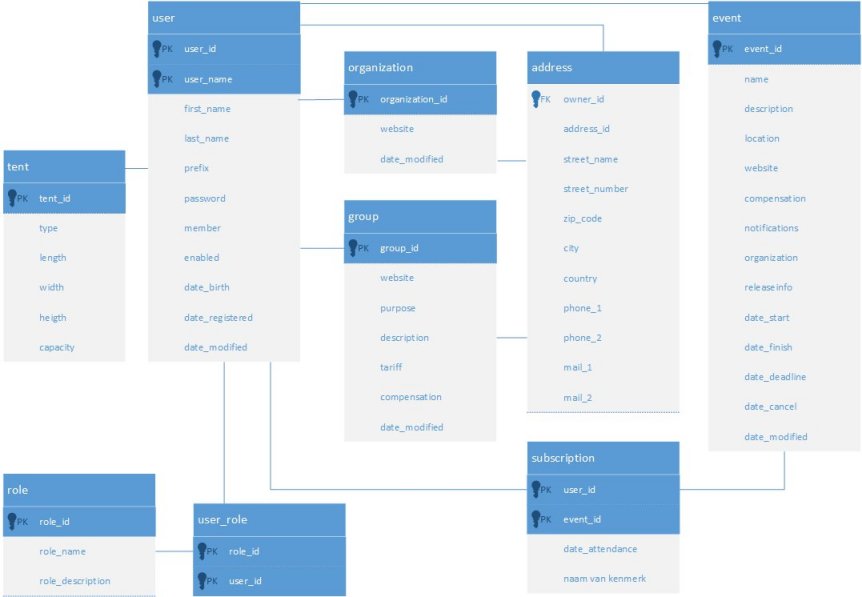 user
PK user_id
PK user_name
first_name
last_name
prefix
password
member
enabled
date_birth
date_registered
date_modified
organization
PK organization_id
website
date_modified
address
FK owner_id
address_id
street_name
street_number
zip_code
city
country
phone_1
phone_2
mail_1
mail_2
event
PK event_id
name
description
location
website
compensation
notifications
organization
releaseinfo
date_start
date_finish
date_deadline
date_cancel
date_modified
tent
PK tent_id
type
length
width
heigth
capacity
group
PK group_id
website
purpose
description
tariff
compensation
date_modified
role
PK role_id
role_name
role_description
user_role
PK role_id
PK user_id
subscription
PK user_id
PK event_id
date_attendance
naam van kenmerk